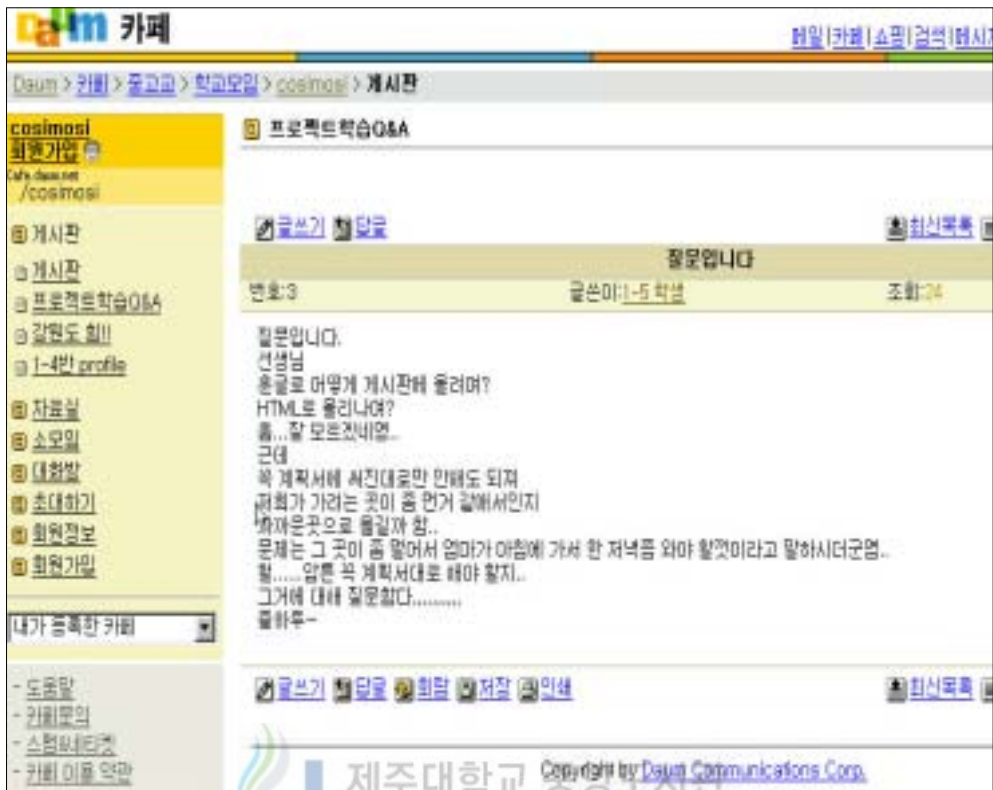 Daum 카페
메일|카페|쇼핑|검색|메시지
Daum > 카페 > 중고교 > 학교모임 > cosimosi > 게시판
cosimosi
회원가입
Cafe.daum.net
/cosimosi
게시판
게시판
프로젝트학습Q&A
강원도 힘!!
1-4반 profile
자료실
소모임
대화방
초대하기
회원정보
회원가입
내가 등록한 카페
- 도움말
- 카페문의
- 스팸&네티켓
- 카페 이용 약관
프로젝트학습Q&A
글쓰기 답글 최신목록
질문입니다
번호:3 글쓴이:1-5 학생 조회:24
질문입니다.
선생님
흔글로 어떻게 게시판에 올려여?
HTML로 올리나여?
흠...잘 모르겠네염..
근데
꼭 계획서에 써진대로만 안해도 되져
저희가 가려는 곳이 좀 먼거 같애서인지
까운곳으로 옮길까 함..
문제는 그 곳이 좀 멀어서 엄마가 아침에 가서 한 저녁쯤 와야 할껏이라고 말하시더군염..
헐......암튼 꼭 계획서대로 해야 할지..
그거에 대해 질문함다..........
즐하루~
글쓰기 답글 회람 저장 인쇄 최신목록
Copyright by Daum Communications Corp.
제주대학교 중앙도서관